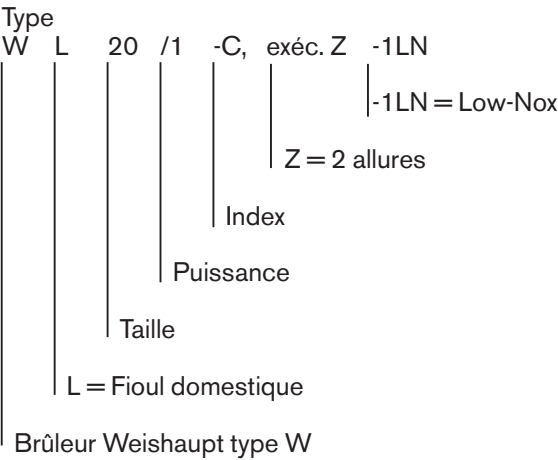 Type
W L 20 /1 -C, exéc. Z -1LN
-1LN = Low-Nox
Z = 2 allures
Index
Puissance
Taille
L = Fioul domestique
Brûleur Weishaupt type W